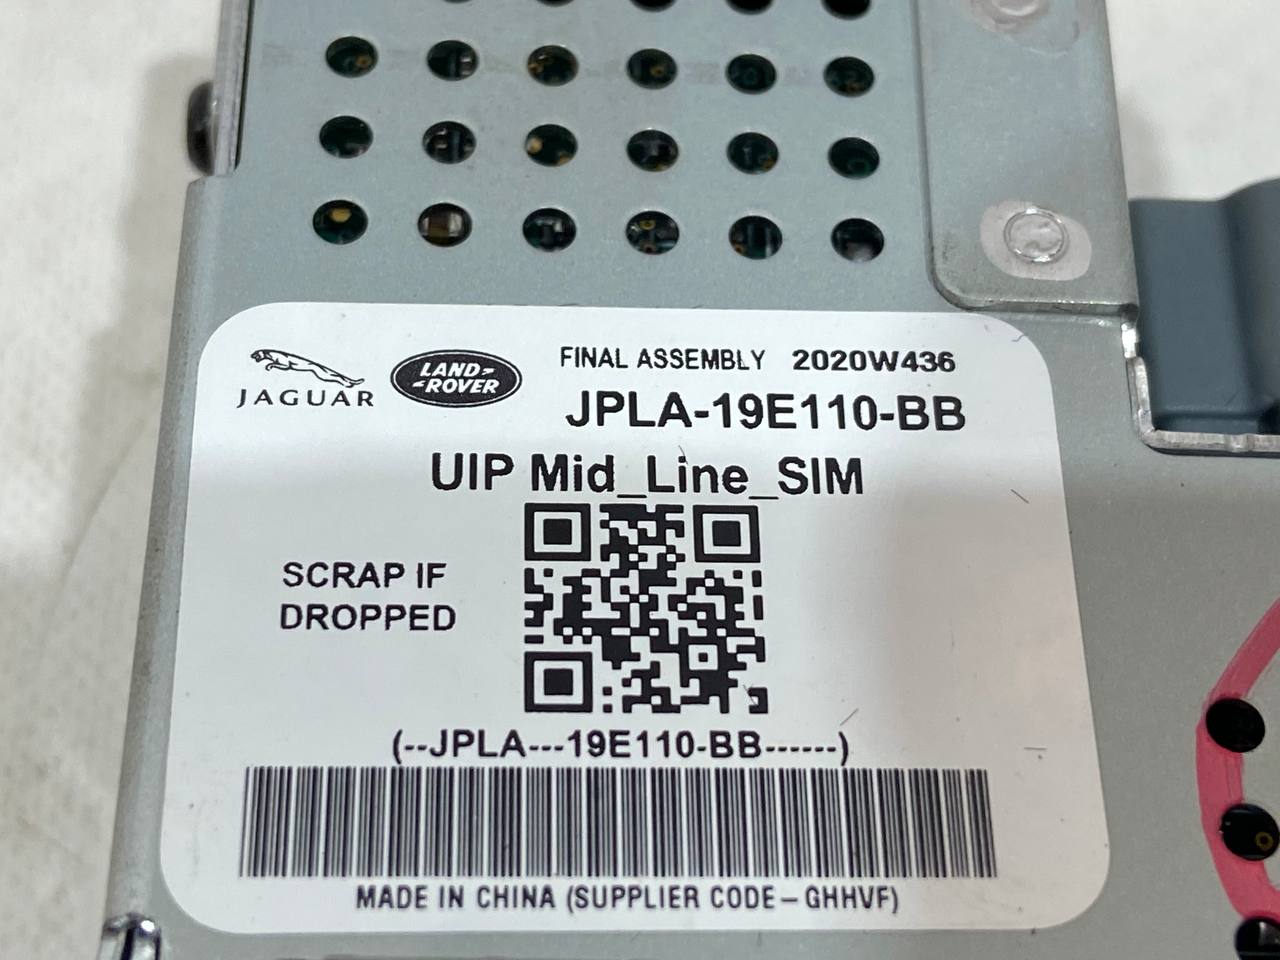 JAGUAR
LAND-
-ROVER
FINAL ASSEMBLY 2020W436
JPLA-19E110-BB
UIP Mid_Line_SIM
SCRAP IF
DROPPED
(--JPLA---19E110-BB------)
MADE IN CHINA (SUPPLIER CODE-GHHVF)